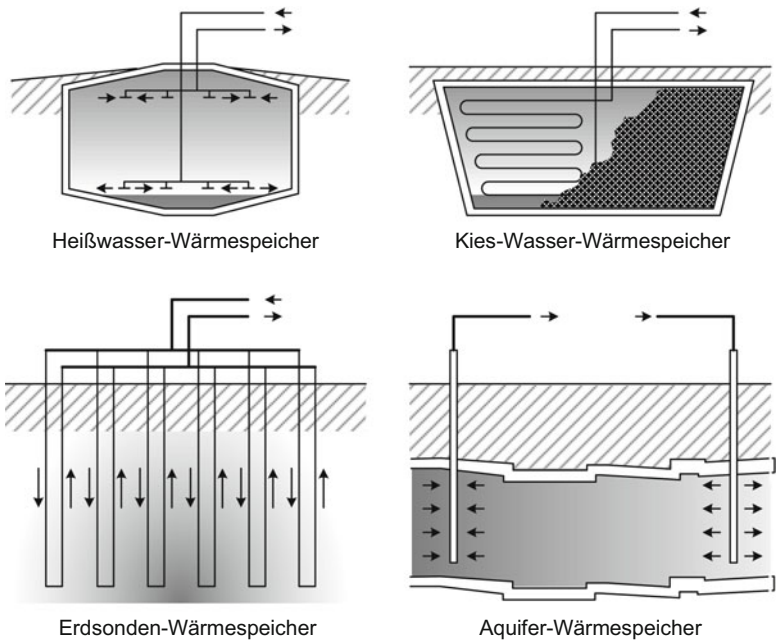 Heißwasser-Wärmespeicher
Kies-Wasser-Wärmespeicher
Erdsonden-Wärmespeicher
Aquifer-Wärmespeicher